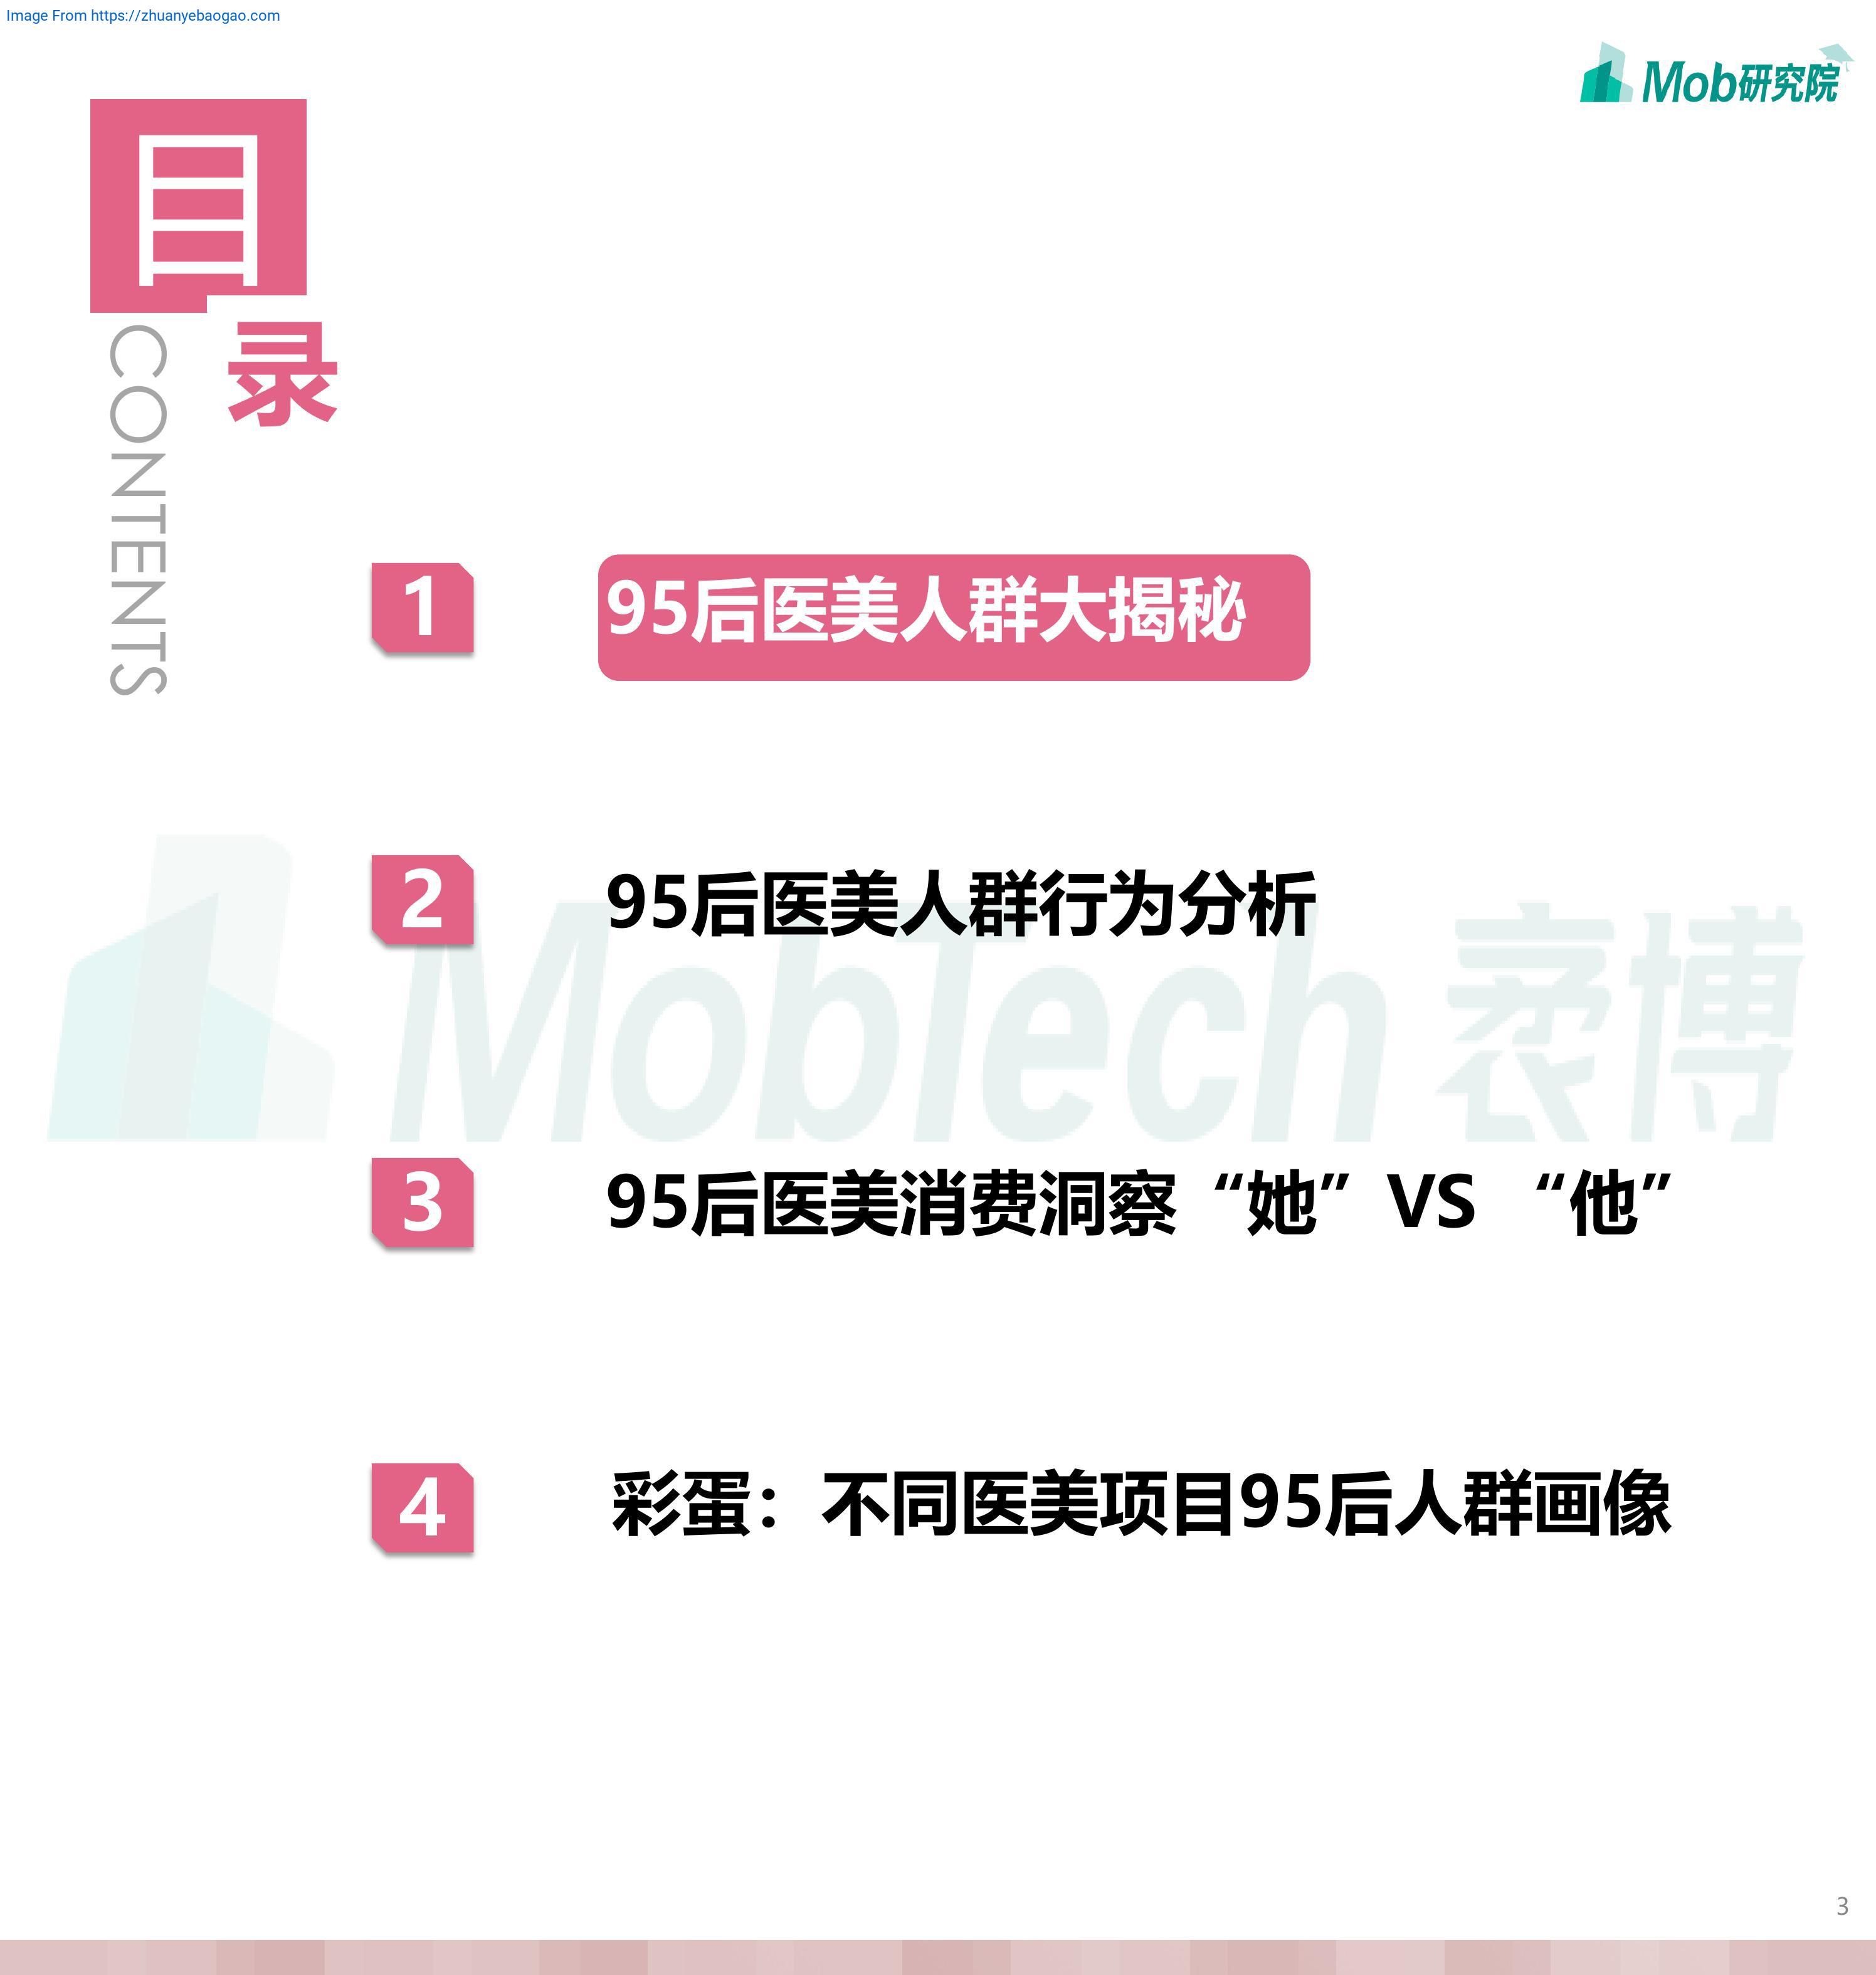 Image From https://zhuanyebaogao.com
Mob研究院
目
录
CONTENTS
1
95后医美人群大揭秘
2
95后医美人群行为分析
MobTech 袤博
3
95后医美消费洞察“她”VS “他”
4
彩蛋：不同医美项目95后人群画像
3